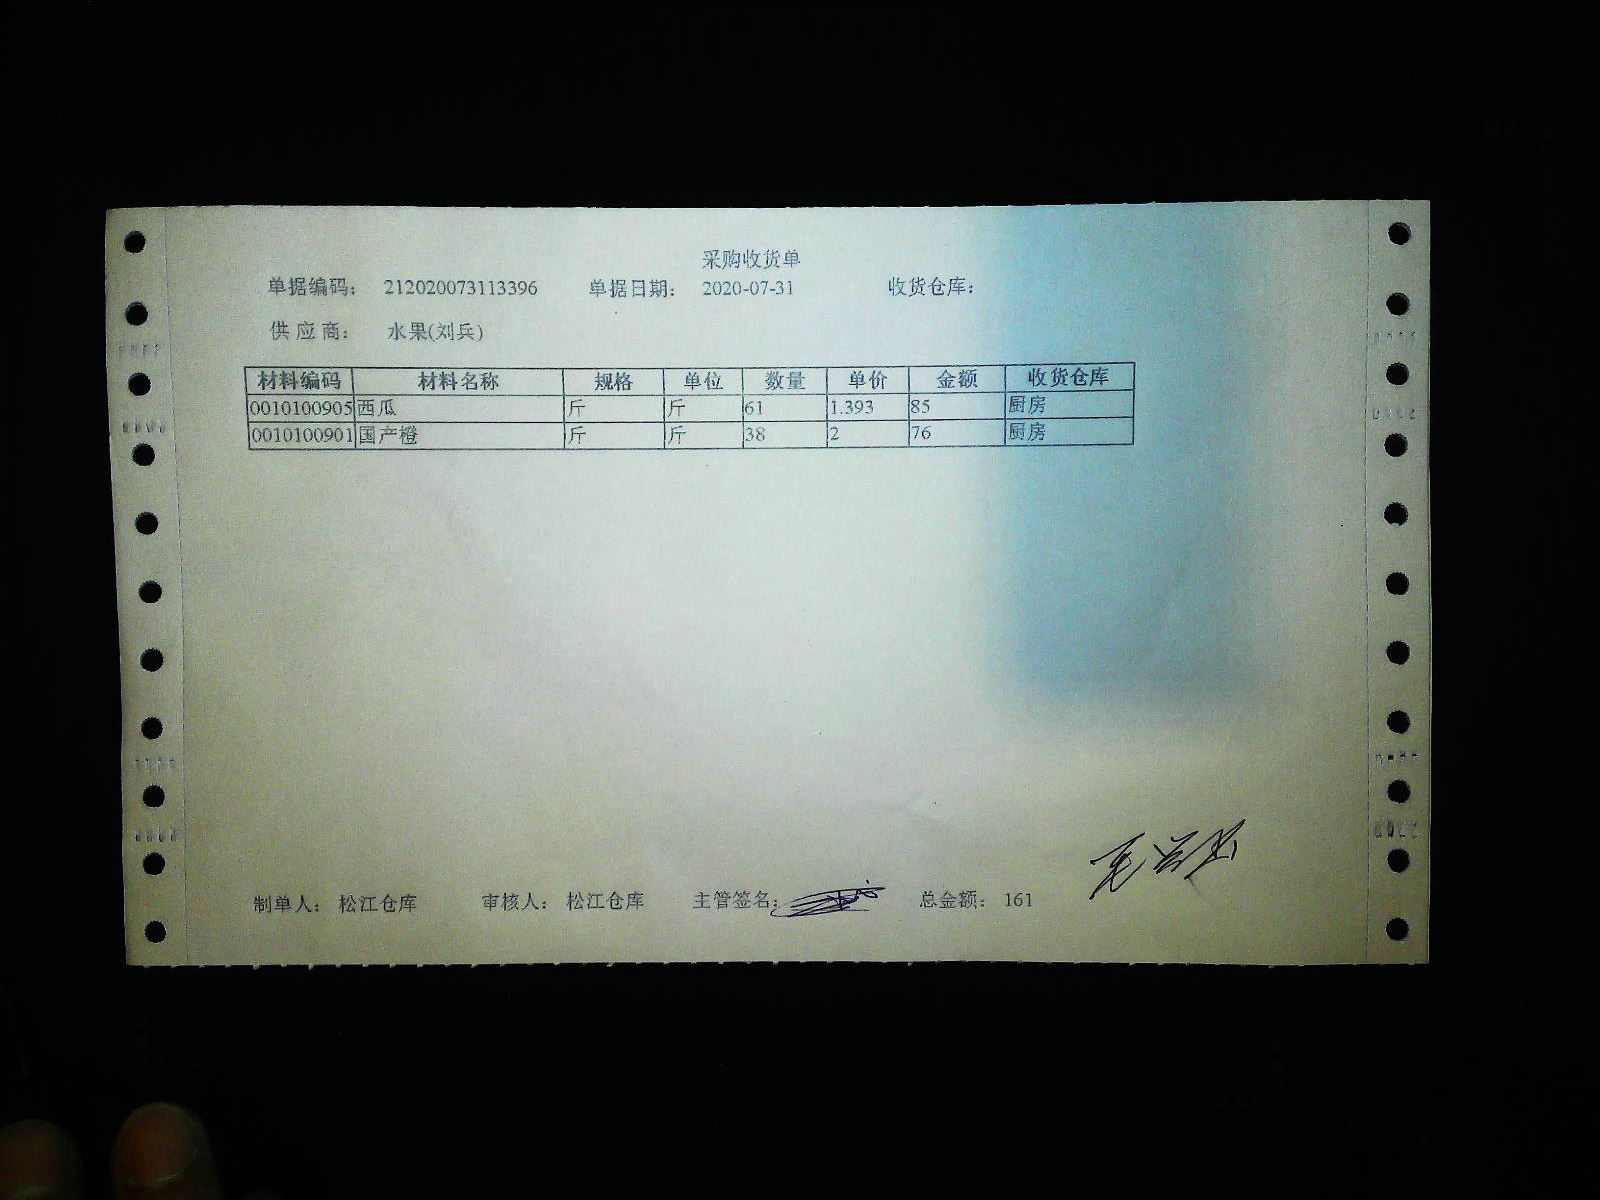 采购收货单
单据编码： 212020073113396 单据日期： 2020-07-31 收货仓库：
供 应 商： 水果(刘兵)
材料编码 材料名称 规格 单位 数量 单价 金额 收货仓库
0010100905 西瓜 斤 斤 61 1.393 85 厨房
0010100901 国产橙 斤 斤 38 2 76 厨房
制单人： 松江仓库 审核人： 松江仓库 主管签名： 总金额： 161